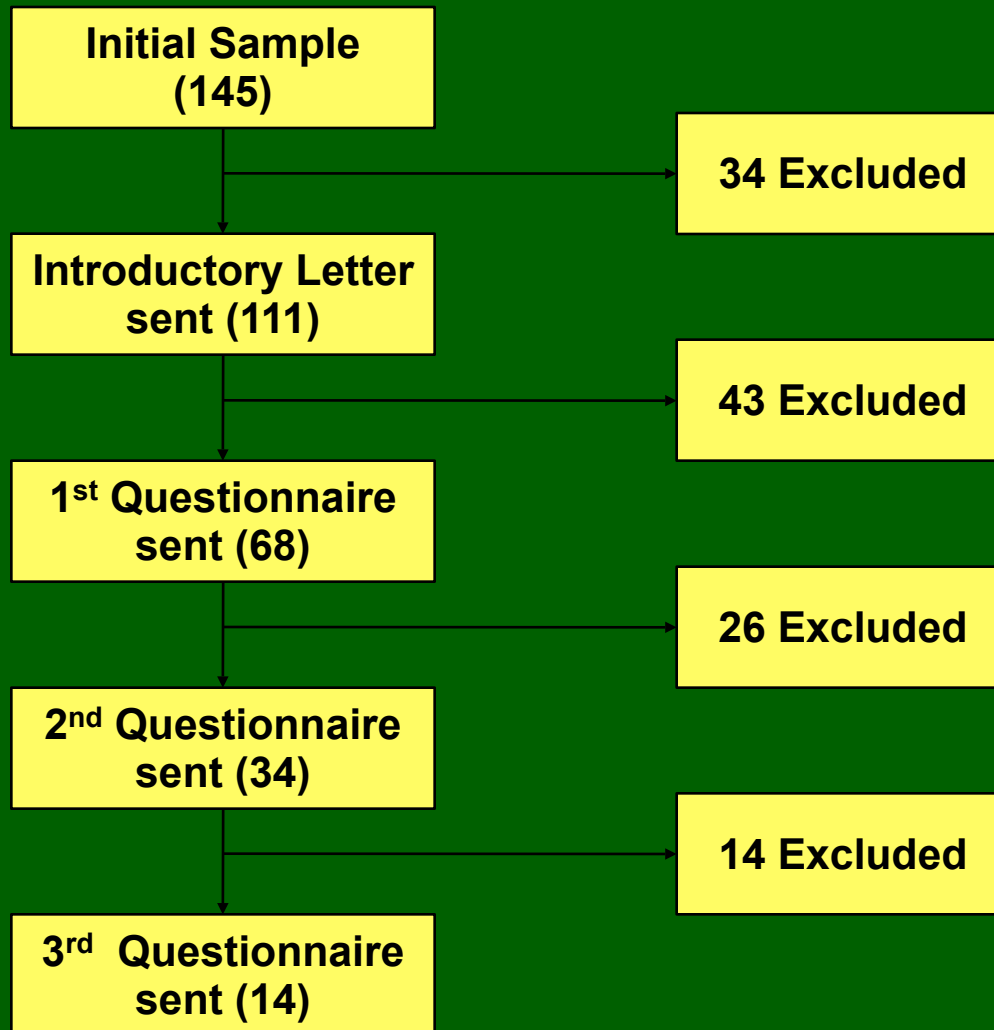 Initial Sample
(145)
34 Excluded
Introductory Letter
sent (111)
43 Excluded
1st Questionnaire
sent (68)
26 Excluded
2nd Questionnaire
sent (34)
14 Excluded
3rd Questionnaire
sent (14)